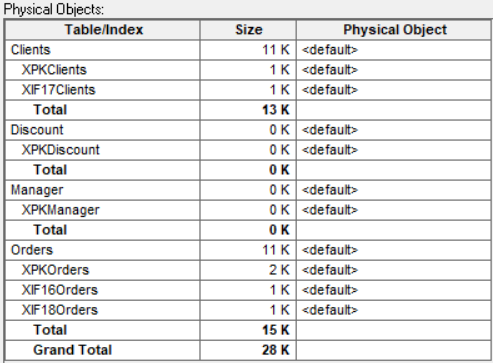 Physical Objects:
Table/Index Size Physical Object
Clients 11 K <default>
XPKClients 1 K <default>
XIF17Clients 1 K <default>
Total 13 K
Discount 0 K <default>
XPKDiscount 0 K <default>
Total 0 K
Manager 0 K <default>
XPKManager 0 K <default>
Total 0 K
Orders 11 K <default>
XPKOrders 2 K <default>
XIF16Orders 1 K <default>
XIF18Orders 1 K <default>
Total 15 K
Grand Total 28 K